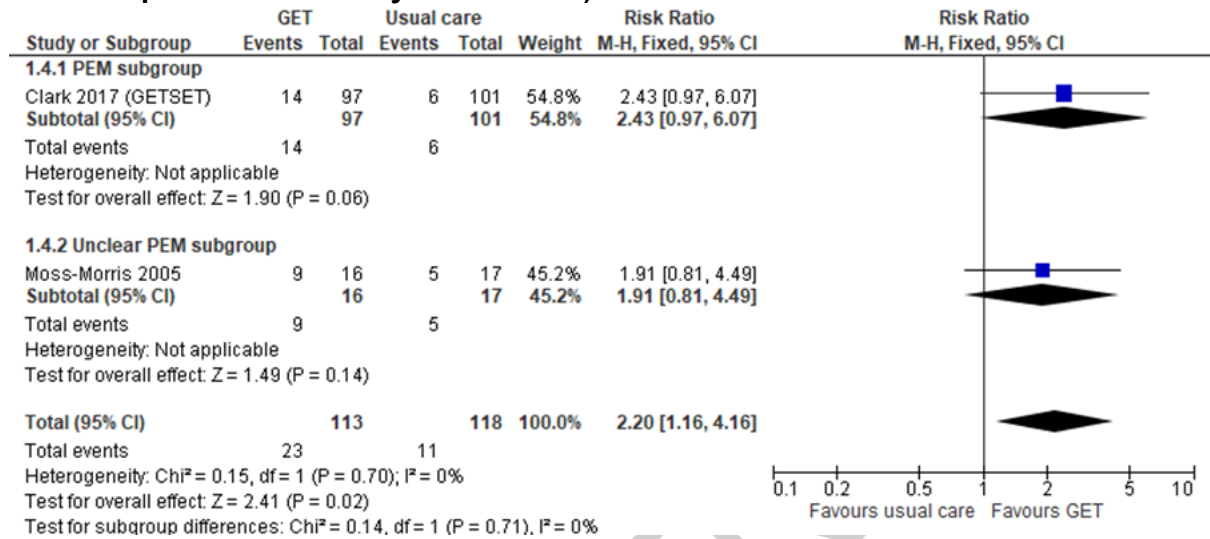 GET Usual care Risk Ratio Risk Ratio
Study or Subgroup Events Total Events Total Weight M-H, Fixed, 95% CI M-H, Fixed, 95% CI
1.4.1 PEM subgroup
Clark 2017 (GETSET) 14 97 6 101 54.8% 2.43 [0.97, 6.07]
Subtotal (95% CI) 97 101 54.8% 2.43 [0.97, 6.07]
Total events 14 6
Heterogeneity: Not applicable
Test for overall effect: Z = 1.90 (P = 0.06)
1.4.2 Unclear PEM subgroup
Moss-Morris 2005 9 16 5 17 45.2% 1.91 [0.81, 4.49]
Subtotal (95% CI) 16 17 45.2% 1.91 [0.81, 4.49]
Total events 9 5
Heterogeneity: Not applicable
Test for overall effect: Z = 1.49 (P = 0.14)
Total (95% CI) 113 118 100.0% 2.20 [1.16, 4.16]
Total events 23 11
Heterogeneity: Chi² = 0.15, df = 1 (P = 0.70); I² = 0%
Test for overall effect: Z = 2.41 (P = 0.02)
Test for subgroup differences: Chi² = 0.14, df = 1 (P = 0.71), I² = 0%
0.1 0.2 0.5 1 2 5 10
Favours usual care Favours GET